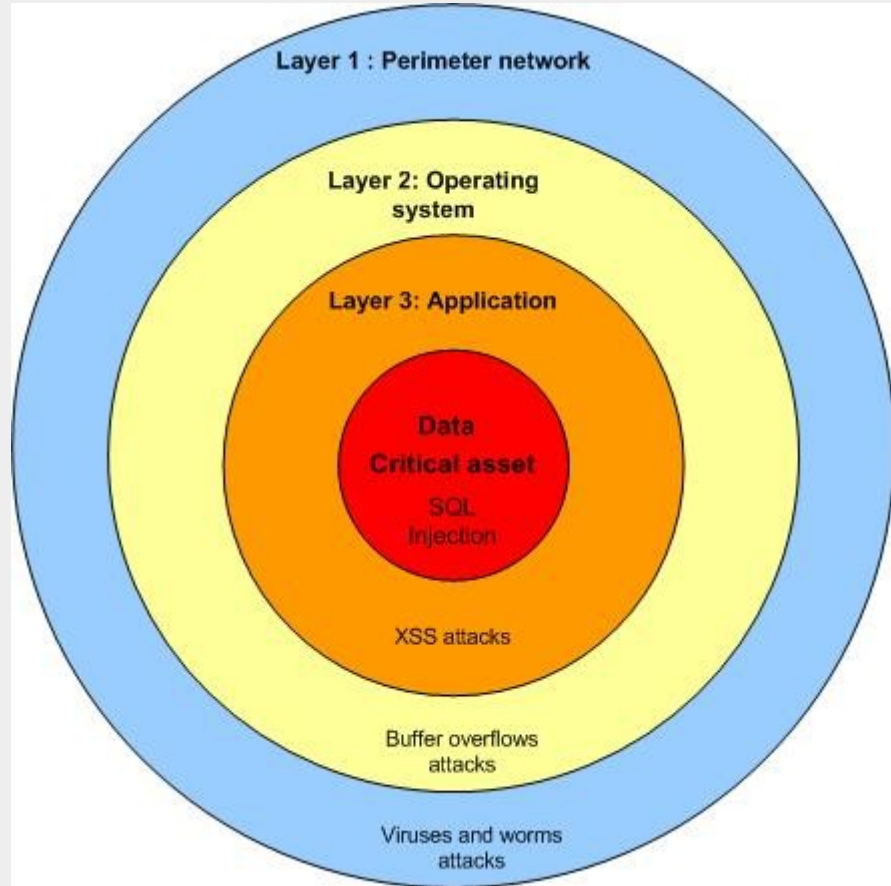 Layer 1 : Perimeter network
Layer 2: Operating
system
Layer 3: Application
Data
Critical asset
SQL
Injection
XSS attacks
Buffer overflows
attacks
Viruses and worms
attacks